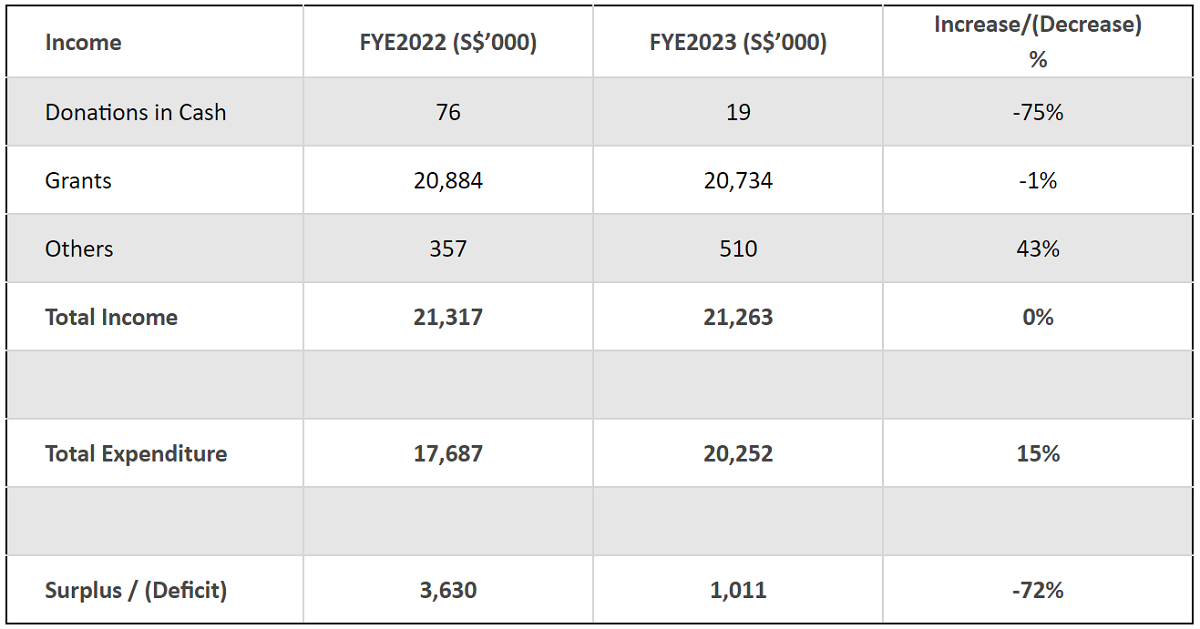 Income FYE2022 (S$’000) FYE2023 (S$’000) Increase/(Decrease)
%
Donations in Cash 76 19 -75%
Grants 20,884 20,734 -1%
Others 357 510 43%
Total Income 21,317 21,263 0%
Total Expenditure 17,687 20,252 15%
Surplus / (Deficit) 3,630 1,011 -72%